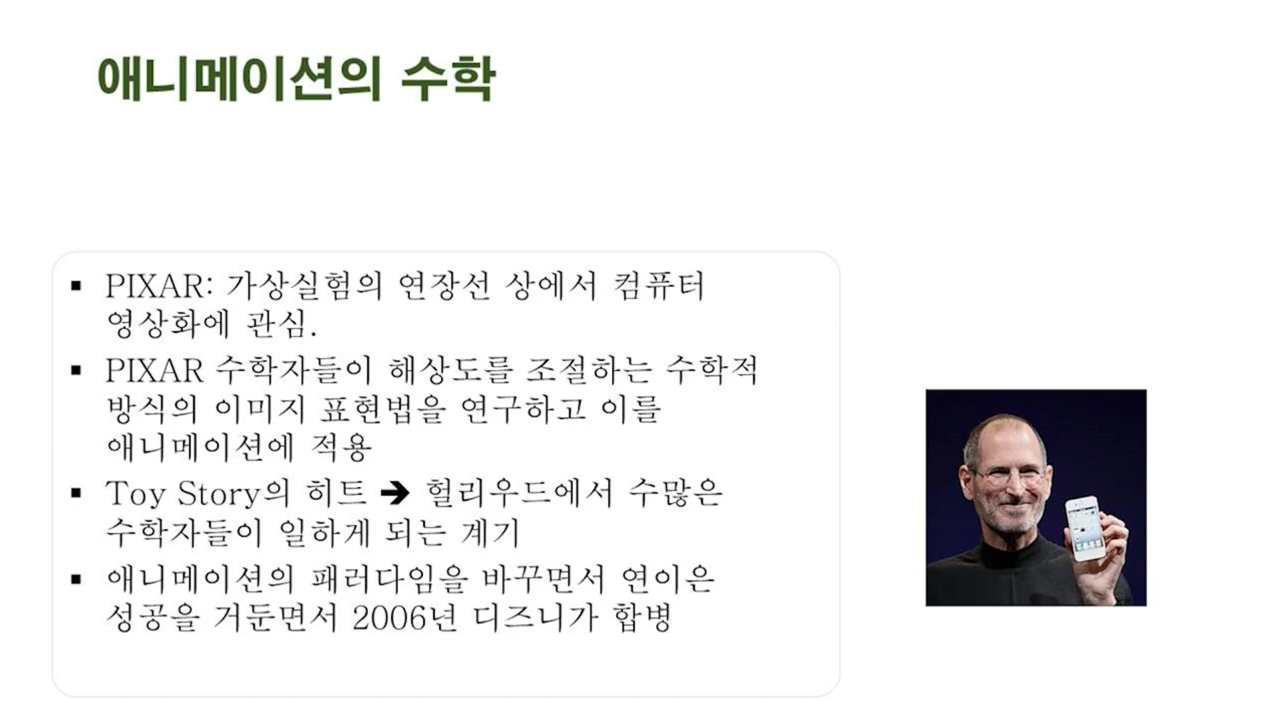 애니메이션의 수학
▪ PIXAR: 가상실험의 연장선 상에서 컴퓨터
영상화에 관심.
▪ PIXAR 수학자들이 해상도를 조절하는 수학적
방식의 이미지 표현법을 연구하고 이를
애니메이션에 적용
▪ Toy Story의 히트 ➔ 헐리우드에서 수많은
수학자들이 일하게 되는 계기
▪ 애니메이션의 패러다임을 바꾸면서 연이은
성공을 거둔면서 2006년 디즈니가 합병